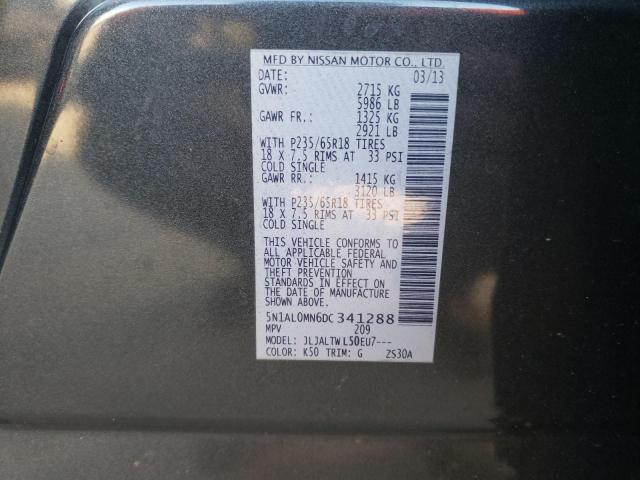 MFD BY NISSAN MOTOR CO., LTD.
DATE: 03/13
GVWR: 2715 KG
5986 LB
GAWR FR.: 1325 KG
2921 LB
WITH P235/65R18 TIRES
18 X 7.5 RIMS AT 33 PSI
COLD SINGLE
GAWR RR.: 1415 KG
3120 LB
WITH P235/65R18 TIRES
18 X 7.5 RIMS AT 33 PSI
COLD SINGLE
THIS VEHICLE CONFORMS TO
ALL APPLICABLE FEDERAL
MOTOR VEHICLE SAFETY AND
THEFT PREVENTION
STANDARDS IN EFFECT ON
THE DATE OF MANUFACTURE
SHOWN ABOVE.
5N1AL0MN6DC341288
MPV 209
MODEL: JLJALTWL50EU7---
COLOR: K50 TRIM: G ZS30A